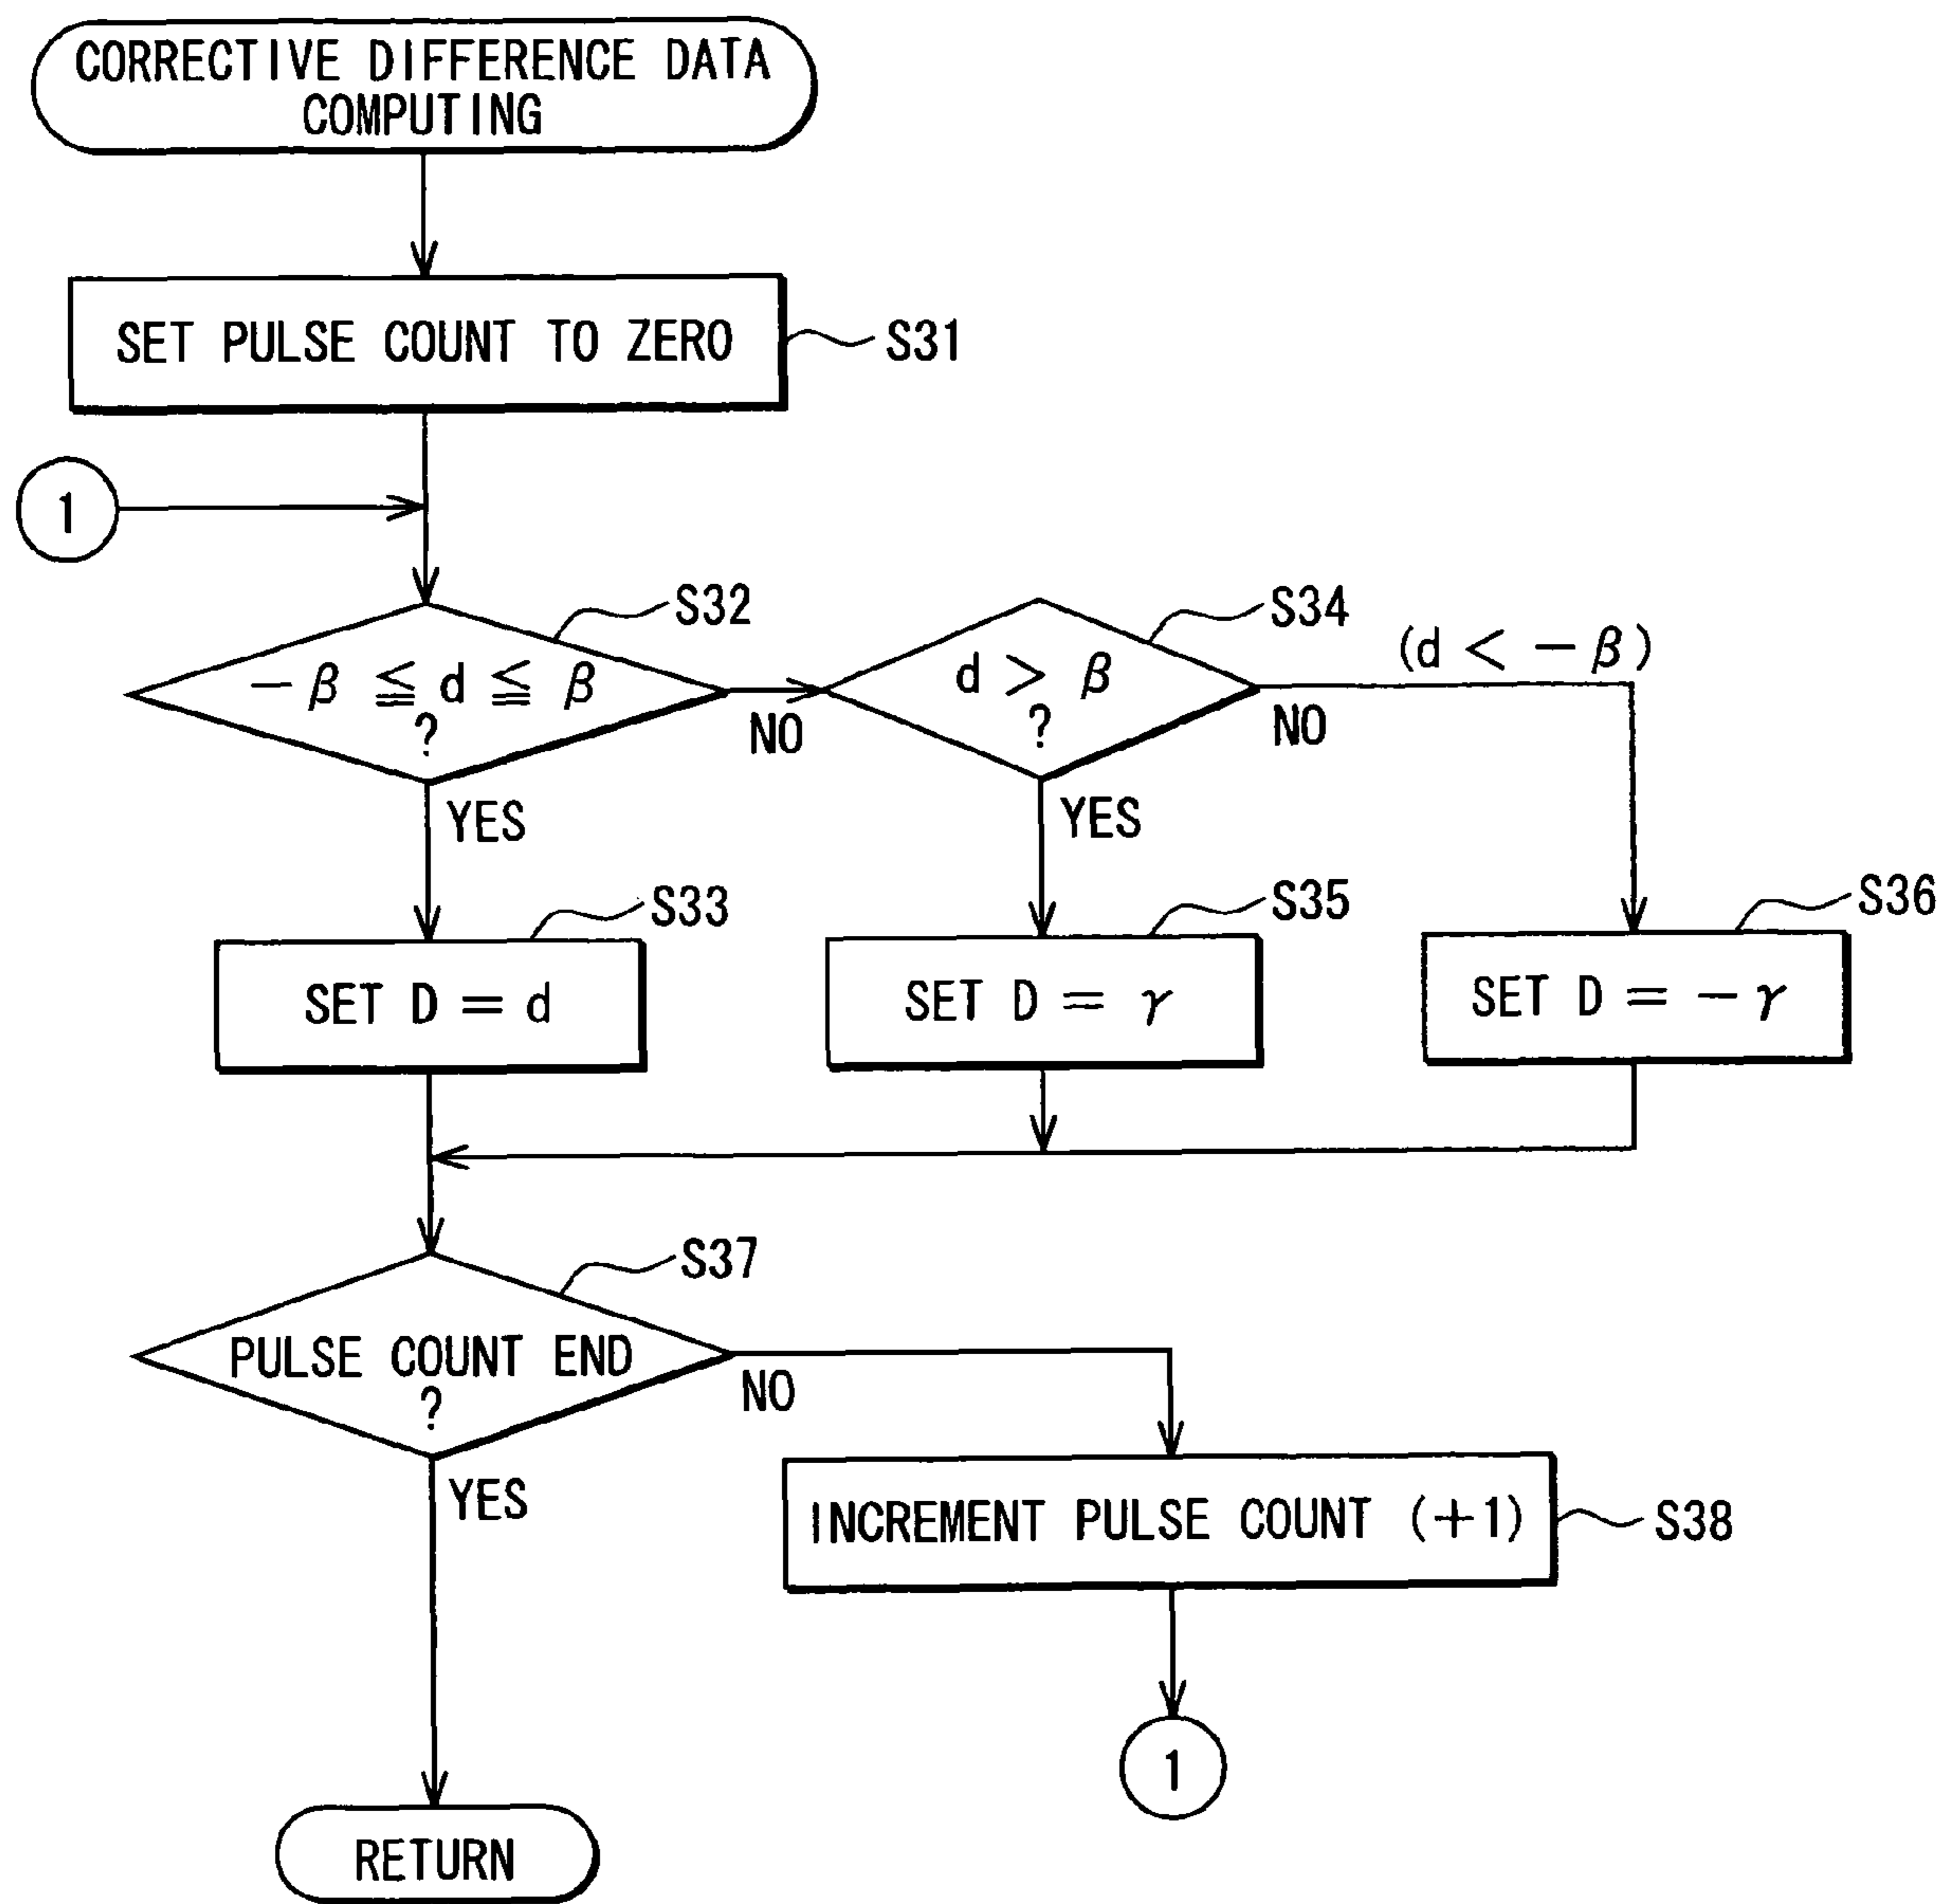 CORRECTIVE DIFFERENCE DATA
COMPUTING
SET PULSE COUNT TO ZERO
S31
1
S32
S34
(d < − β)
− β ≦ d ≦ β
?
NO
d > β
?
NO
YES
YES
S33
S35
S36
SET D = d
SET D = γ
SET D = − γ
S37
PULSE COUNT END
?
NO
YES
INCREMENT PULSE COUNT (+1)
S38
1
RETURN